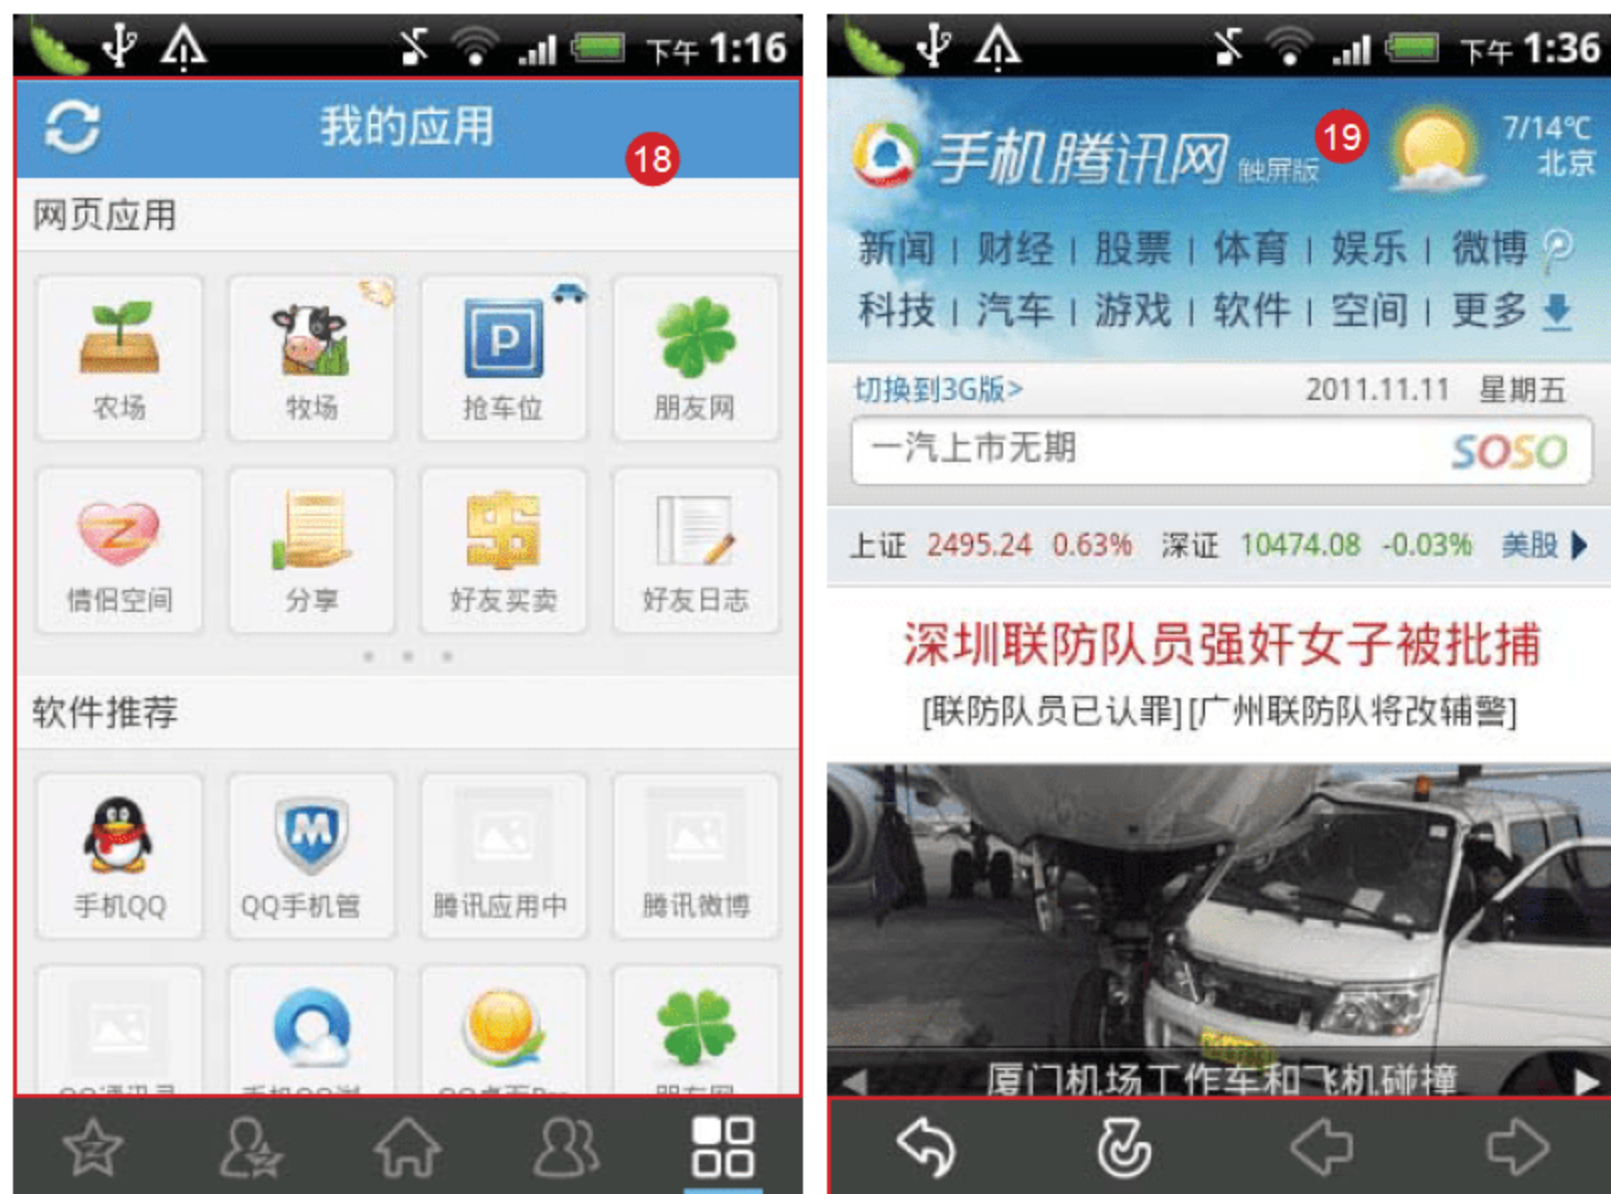 下午 1:16
我的应用
18
网页应用
农场 牧场 抢车位 朋友网
情侣空间 分享 好友买卖 好友日志
软件推荐
手机QQ QQ手机管 腾讯应用中 腾讯微博
下午 1:36
手机腾讯网 触屏版
19
7/14℃
北京
新闻 | 财经 | 股票 | 体育 | 娱乐 | 微博
科技 | 汽车 | 游戏 | 软件 | 空间 | 更多
切换到3G版> 2011.11.11 星期五
一汽上市无期 SOSO
上证 2495.24 0.63% 深证 10474.08 -0.03% 美股
深圳联防队员强奸女子被批捕
[联防队员已认罪][广州联防队将改辅警]
厦门机场工作车和飞机碰撞